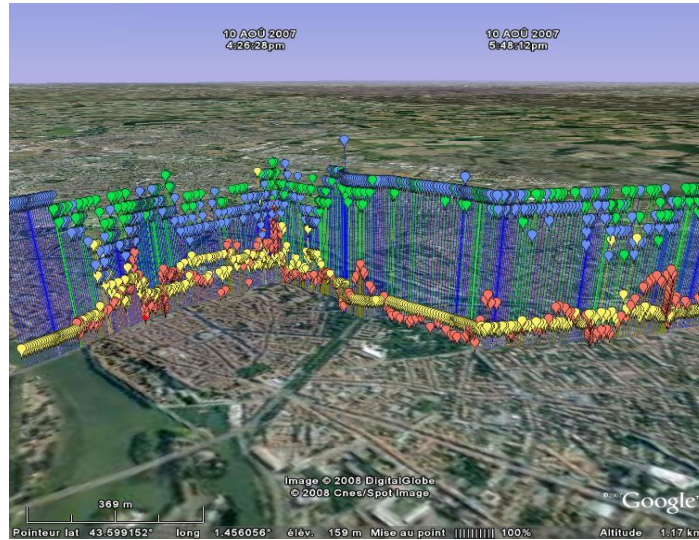 10 AOÛ 2007
4:26:28pm
10 AOÛ 2007
5:48:12pm
Image © 2008 DigitalGlobe
© 2008 Cnes/Spot Image
©2007 Google
369 m
Pointeur lat 43.599152° long 1.456056° élév. 159 m Mise au point |||||||||| 100% Altitude 1.17 km